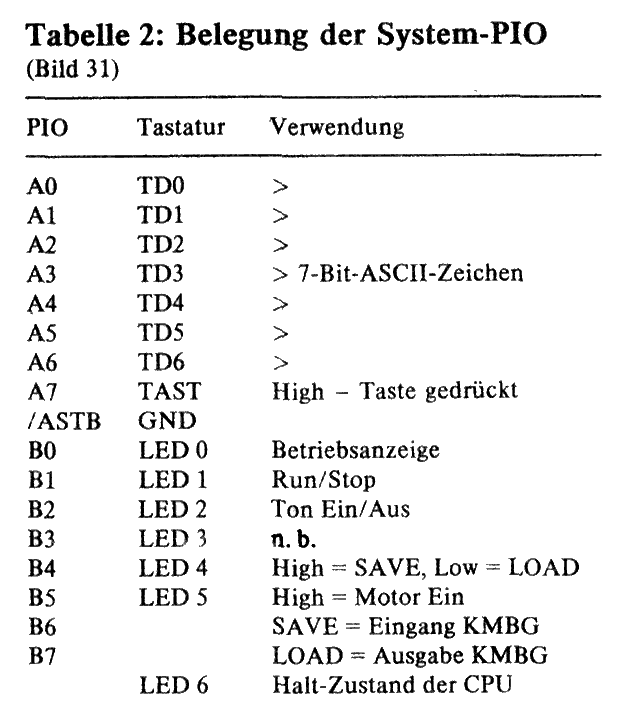 Tabelle 2: Belegung der System-PIO
(Bild 31)
PIO Tastatur Verwendung
A0 TD0 >
A1 TD1 >
A2 TD2 >
A3 TD3 > 7-Bit-ASCII-Zeichen
A4 TD4 >
A5 TD5 >
A6 TD6 >
A7 TAST High – Taste gedrückt
/ASTB GND
B0 LED 0 Betriebsanzeige
B1 LED 1 Run/Stop
B2 LED 2 Ton Ein/Aus
B3 LED 3 n. b.
B4 LED 4 High = SAVE, Low = LOAD
B5 LED 5 High = Motor Ein
B6 SAVE = Eingang KMBG
B7 LOAD = Ausgabe KMBG
LED 6 Halt-Zustand der CPU